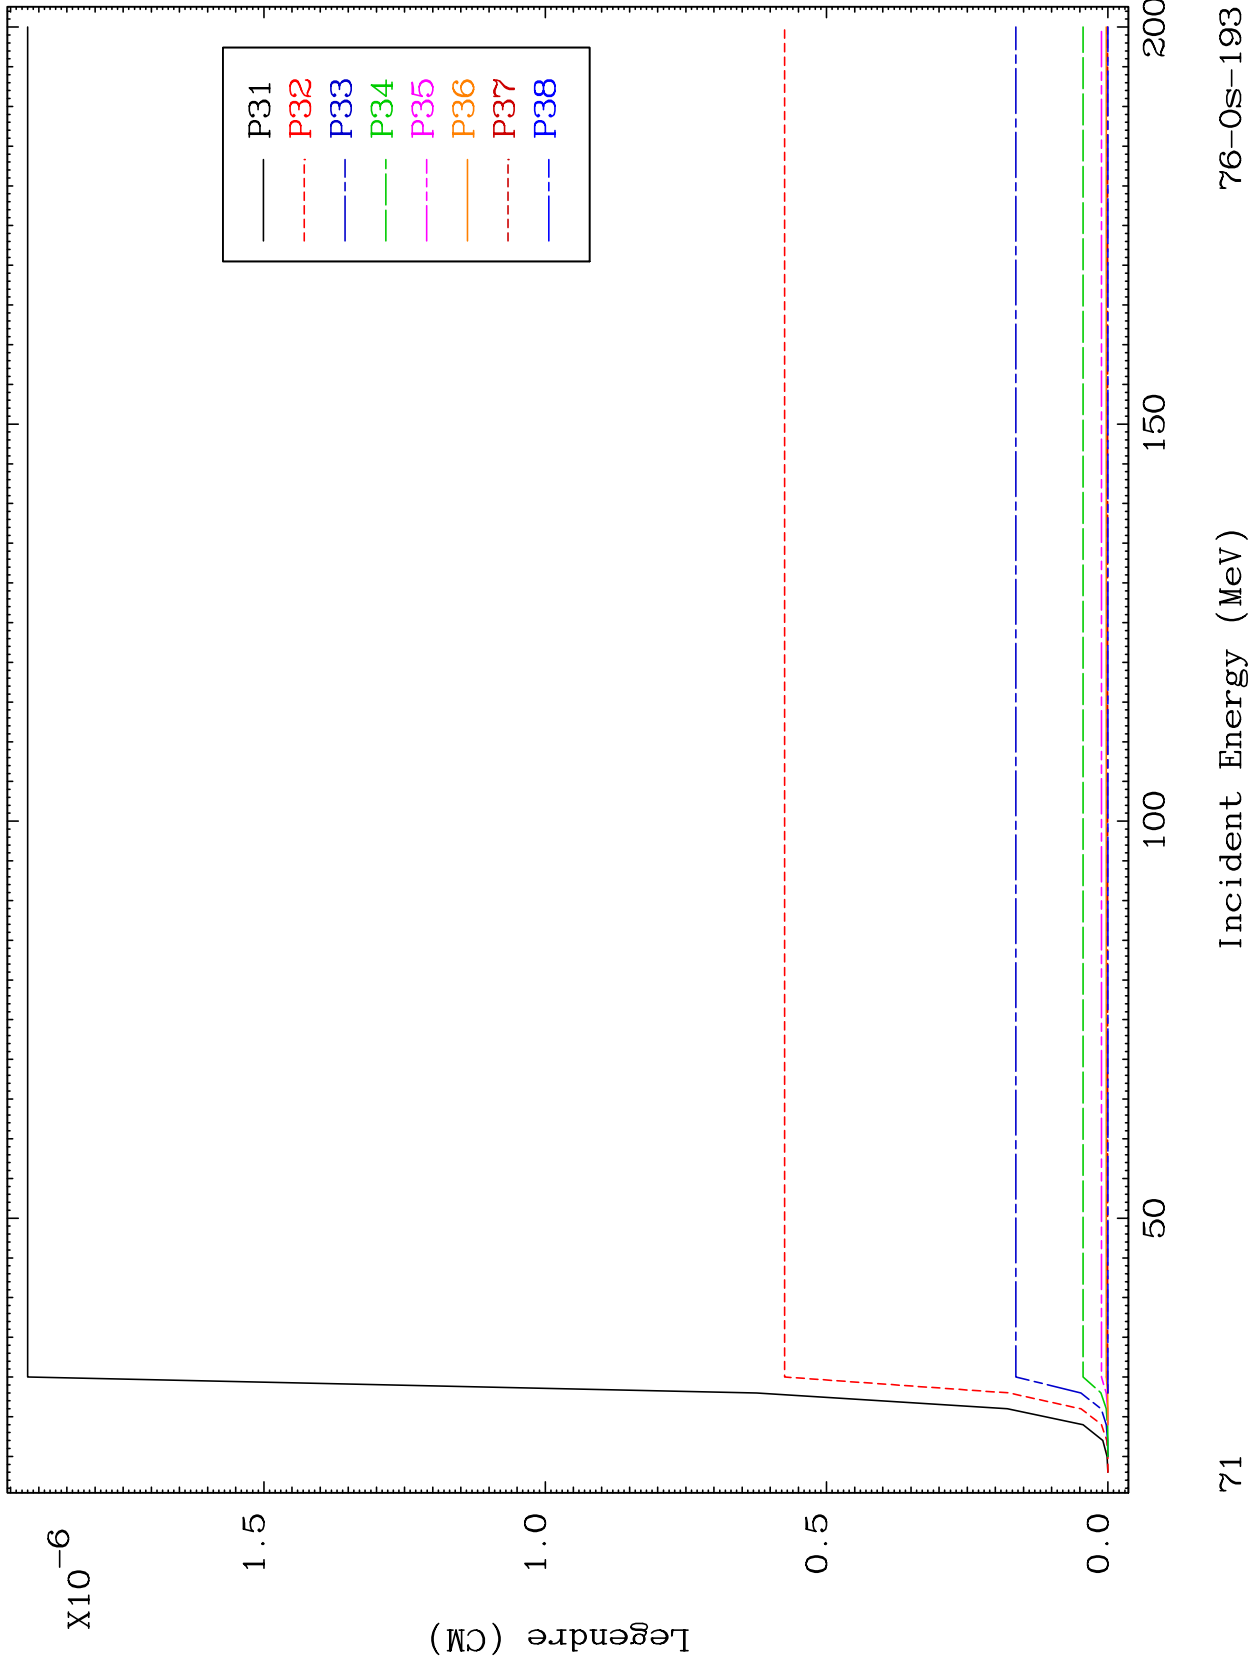 X10-6
1.5
1.0
0.5
0.0
Legendre (CM)
P31
P32
P33
P34
P35
P36
P37
P38
50
100
150
200
71
Incident Energy (MeV)
76-Os-193